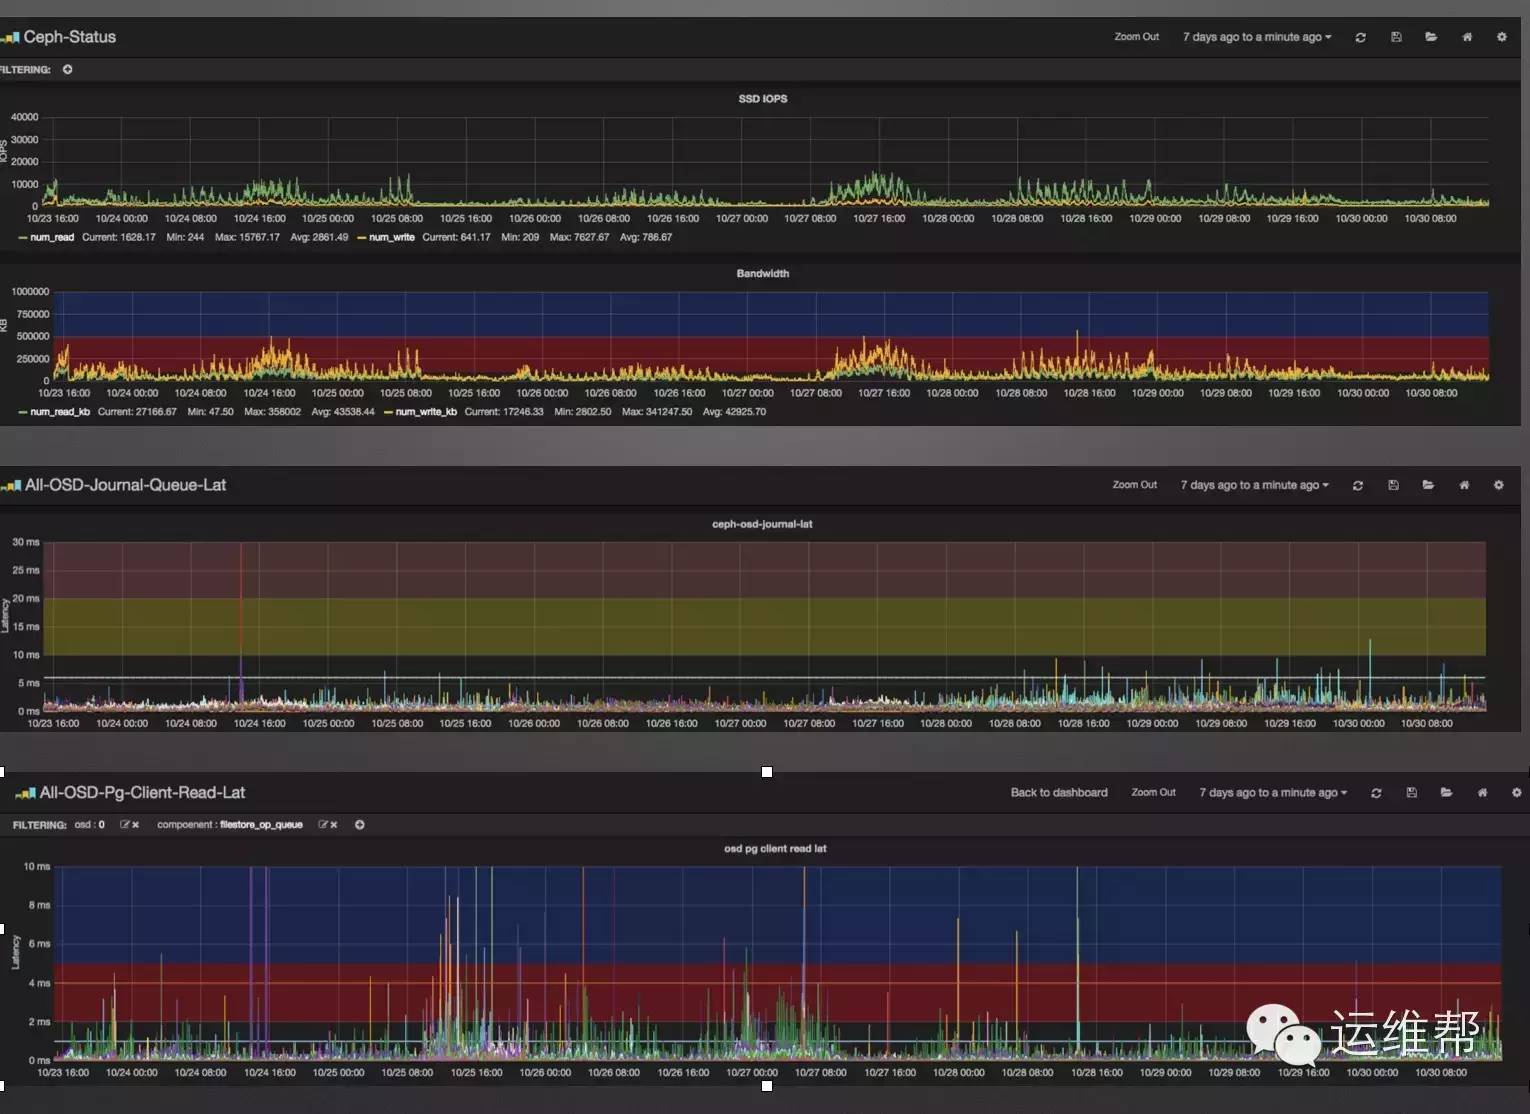 Ceph-Status
Zoom Out 7 days ago to a minute ago
FILTERING:
SSD IOPS
40000
30000
20000
10000
0
IOPS
10/23 16:00 10/24 00:00 10/24 08:00 10/24 16:00 10/25 00:00 10/25 08:00 10/25 16:00 10/26 00:00 10/26 08:00 10/26 16:00 10/27 00:00 10/27 08:00 10/27 16:00 10/28 00:00 10/28 08:00 10/28 16:00 10/29 00:00 10/29 08:00 10/29 16:00 10/30 00:00 10/30 08:00
num_read Current: 1628.17 Min: 244 Max: 15767.17 Avg: 2861.49 num_write Current: 641.17 Min: 209 Max: 7627.67 Avg: 786.67
Bandwidth
1000000
750000
500000
250000
0
KB
10/23 16:00 10/24 00:00 10/24 08:00 10/24 16:00 10/25 00:00 10/25 08:00 10/25 16:00 10/26 00:00 10/26 08:00 10/26 16:00 10/27 00:00 10/27 08:00 10/27 16:00 10/28 00:00 10/28 08:00 10/28 16:00 10/29 00:00 10/29 08:00 10/29 16:00 10/30 00:00 10/30 08:00
num_read_kb Current: 27166.67 Min: 47.50 Max: 358002 Avg: 43538.44 num_write_kb Current: 17246.33 Min: 2802.50 Max: 341247.50 Avg: 42925.70
All-OSD-Journal-Queue-Lat
Zoom Out 7 days ago to a minute ago
ceph-osd-journal-lat
30 ms
25 ms
20 ms
15 ms
10 ms
5 ms
0 ms
Latency
10/23 16:00 10/24 00:00 10/24 08:00 10/24 16:00 10/25 00:00 10/25 08:00 10/25 16:00 10/26 00:00 10/26 08:00 10/26 16:00 10/27 00:00 10/27 08:00 10/27 16:00 10/28 00:00 10/28 08:00 10/28 16:00 10/29 00:00 10/29 08:00 10/29 16:00 10/30 00:00 10/30 08:00
All-OSD-Pg-Client-Read-Lat
Back to dashboard Zoom Out 7 days ago to a minute ago
FILTERING: osd : 0 compoenent : filestore_op_queue
osd pg client read lat
10 ms
8 ms
6 ms
4 ms
2 ms
0 ms
Latency
10/23 16:00 10/24 00:00 10/24 08:00 10/24 16:00 10/25 00:00 10/25 08:00 10/25 16:00 10/26 00:00 10/26 08:00 10/26 16:00 10/27 00:00 10/27 08:00 10/27 16:00 10/28 00:00 10/28 08:00 10/28 16:00 10/29 00:00 10/29 08:00 10/29 16:00 10/30 00:00 10/30 08:00
运维帮